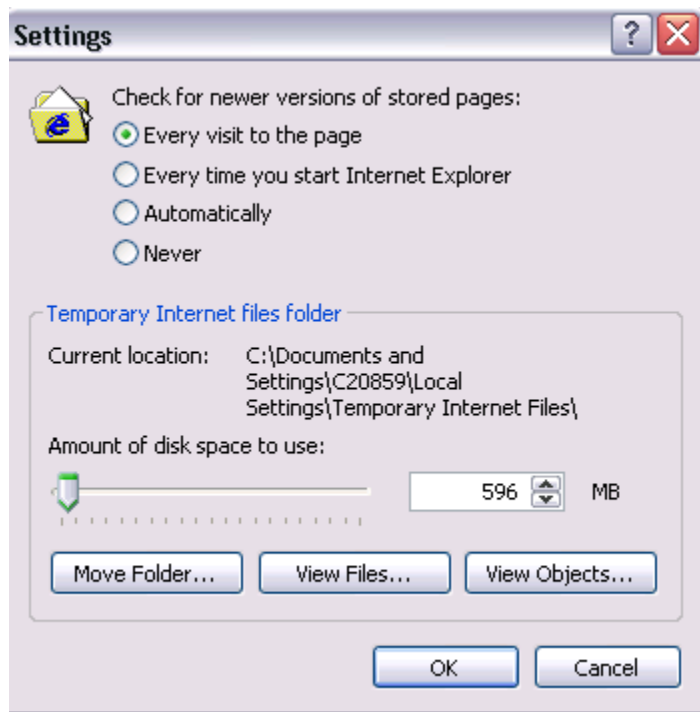 Settings
Check for newer versions of stored pages:
Every visit to the page
Every time you start Internet Explorer
Automatically
Never
Temporary Internet files folder
Current location: C:\Documents and
Settings\C20859\Local
Settings\Temporary Internet Files\
Amount of disk space to use:
596 MB
Move Folder... View Files... View Objects...
OK Cancel